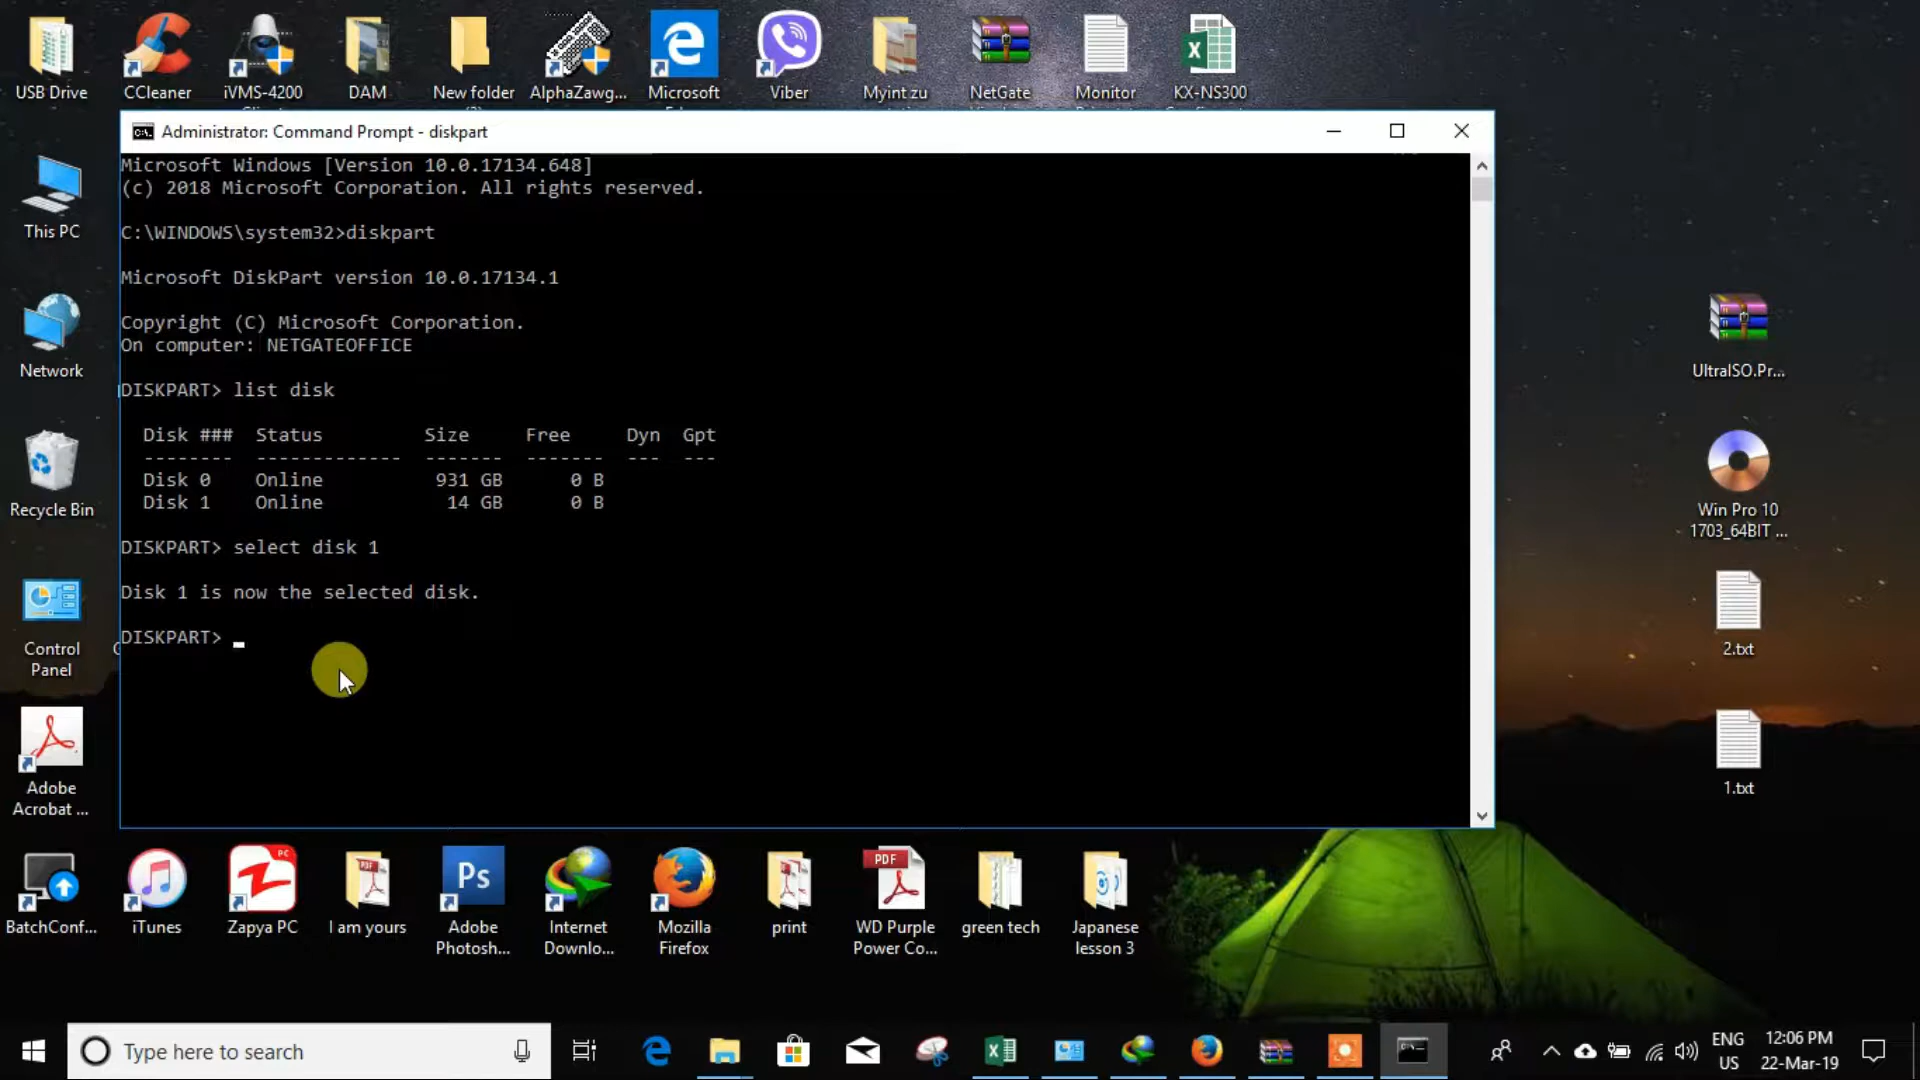 USB Drive
CCleaner
iVMS-4200
DAM
New folder
AlphaZawg...
Microsoft
Viber
Myint zu
NetGate
Monitor
KX-NS300
Administrator: Command Prompt - diskpart
Microsoft Windows [Version 10.0.17134.648]
(c) 2018 Microsoft Corporation. All rights reserved.
C:\WINDOWS\system32>diskpart
Microsoft DiskPart version 10.0.17134.1
Copyright (C) Microsoft Corporation.
On computer: NETGATEOFFICE
DISKPART> list disk
Disk ### Status Size Free Dyn Gpt
-------- ------------- ------- ------- --- ---
Disk 0 Online 931 GB 0 B
Disk 1 Online 14 GB 0 B
DISKPART> select disk 1
Disk 1 is now the selected disk.
DISKPART>
This PC
Network
Recycle Bin
Control
Panel
Adobe
Acrobat ...
UltraISO.Pr...
Win Pro 10
1703_64BIT ...
2.txt
1.txt
BatchConf...
iTunes
PC
Zapya PC
I am yours
Ps
Adobe
Photosh...
Internet
Downlo...
Mozilla
Firefox
print
PDF
WD Purple
Power Co...
green tech
Japanese
lesson 3
Type here to search
ENG
US
12:06 PM
22-Mar-19